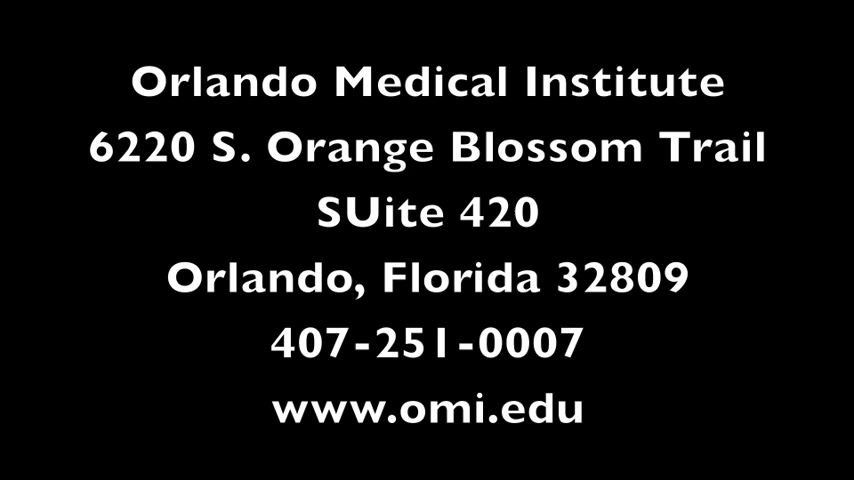 Orlando Medical Institute
6220 S. Orange Blossom Trail
SUite 420
Orlando, Florida 32809
407-251-0007
www.omi.edu